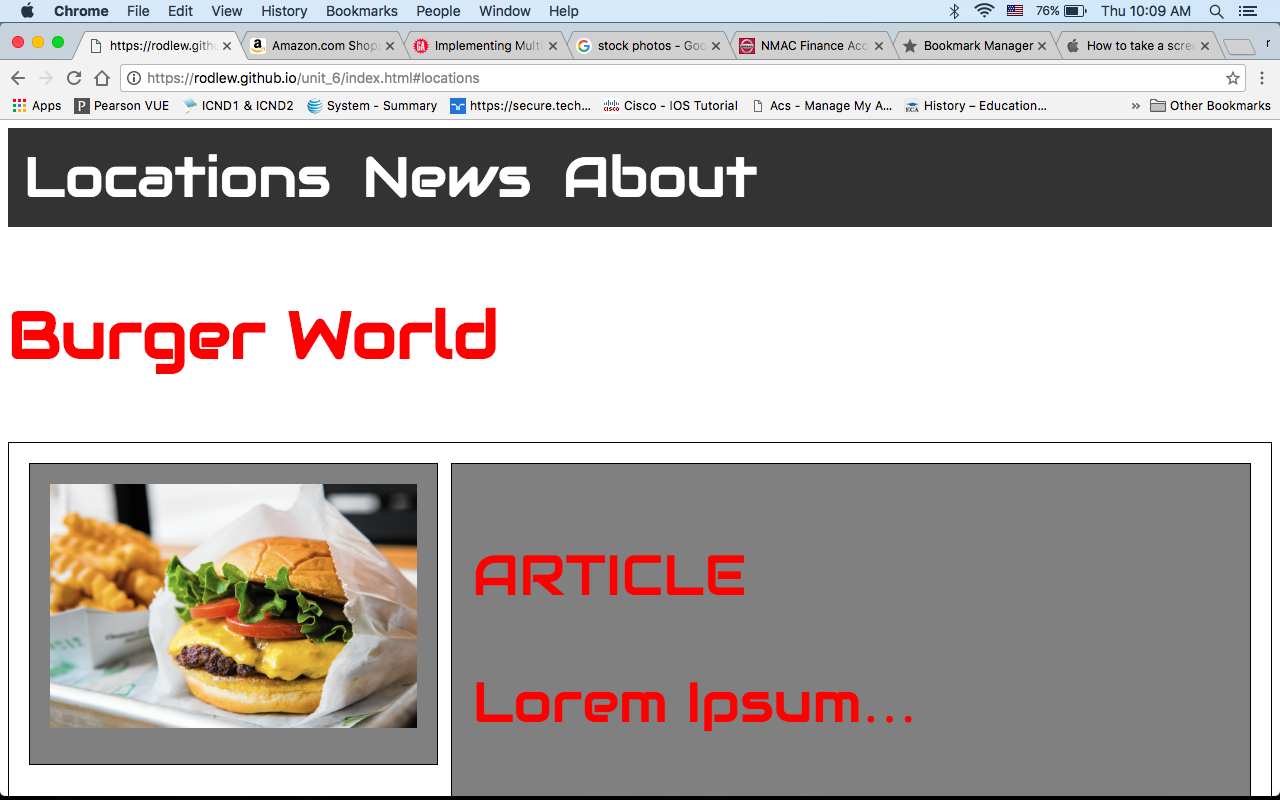 Chrome File Edit View History Bookmarks People Window Help 76% Thu 10:09 AM
https://rodlew.gith Amazon.com Shop Implementing Multi stock photos - Goo NMAC Finance Acc Bookmark Manager How to take a scree r
https://rodlew.github.io/unit_6/index.html#locations
Apps Pearson VUE ICND1 & ICND2 System - Summary https://secure.tech... Cisco - IOS Tutorial Acs - Manage My A... History – Education... » Other Bookmarks
Locations News About
Burger World
ARTICLE
Lorem Ipsum...